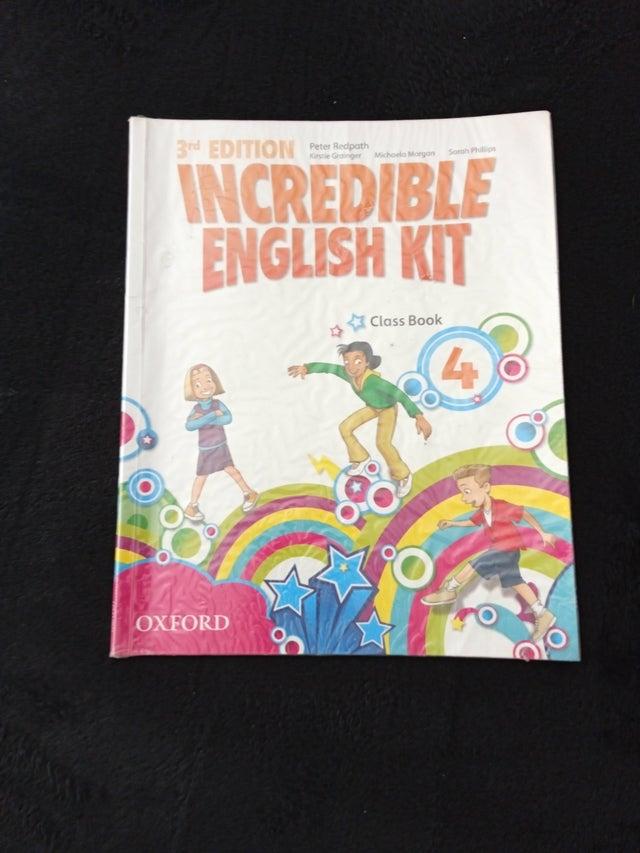 3rd EDITION
Peter Redpath
Kirstie Grainger Michaela Morgan Sarah Phillips
INCREDIBLE
ENGLISH KIT
Class Book
4
OXFORD